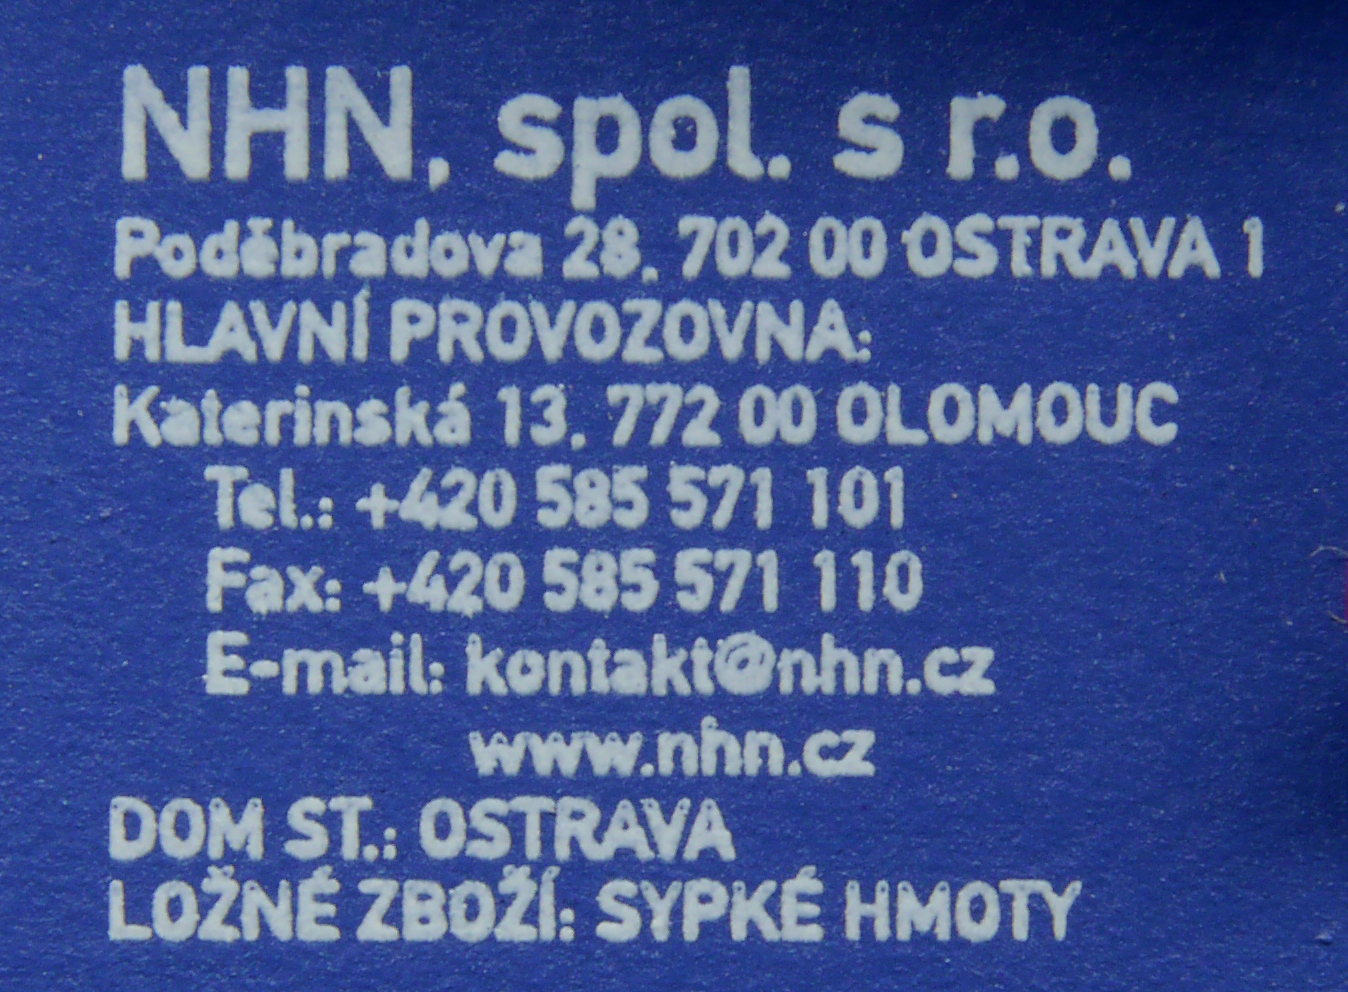 NHN, spol. s r.o.
Poděbradova 28, 702 00 OSTRAVA 1
HLAVNÍ PROVOZOVNA:
Katerinská 13, 772 00 OLOMOUC
Tel.: +420 585 571 101
Fax: +420 585 571 110
E-mail: kontakt@nhn.cz
www.nhn.cz
DOM ST.: OSTRAVA
LOŽNÉ ZBOŽÍ: SYPKÉ HMOTY